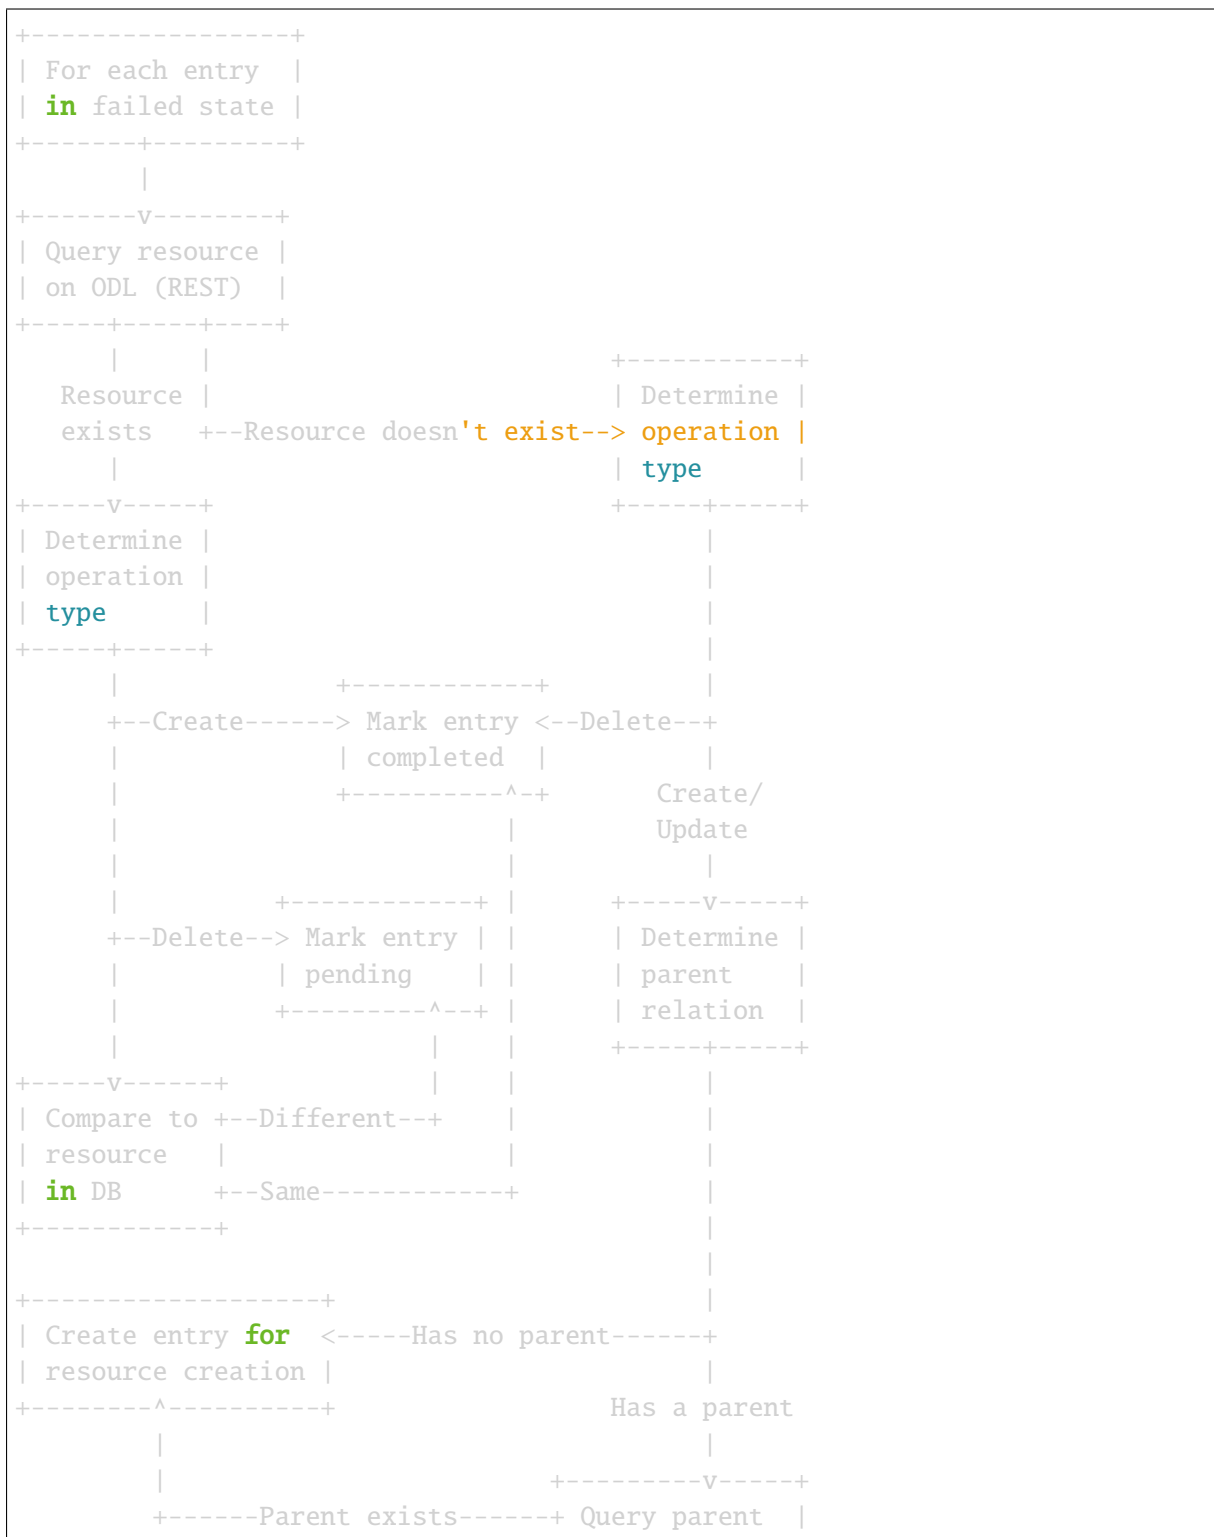 +-----------------+
| For each entry  |
| in failed state |
+-------+---------+
        |
+-------v--------+
| Query resource |
| on ODL (REST)  |
+-----+-----+----+
      |     |                          +-----------+
   Resource |                          | Determine |
   exists   +--Resource doesn't exist--> operation |
      |                                | type      |
+-----v-----+                          +-----+-----+
| Determine |                                |
| operation |                                |
| type      |                                |
+-----+-----+                                |
      |              +------------+          |
      +--Create------> Mark entry <--Delete--+
      |              | completed  |          |
      |              +----------^-+       Create/
      |                         |         Update
      |                         |            |
      |          +------------+ |      +-----v-----+
      +--Delete--> Mark entry | |      | Determine |
      |          | pending    | |      | parent    |
      |          +---------^--+ |      | relation  |
      |                    |    |      +-----+-----+
+-----v------+             |    |            |
| Compare to +--Different--+    |            |
| resource   |                  |            |
| in DB      +--Same------------+            |
+------------+                               |
                                             |
+-------------------+                        |
| Create entry for  <-----Has no parent------+
| resource creation |                        |
+---------^---------+                  Has a parent
          |                                  |
          |                        +---------v-----+
          +------Parent exists------+ Query parent  |